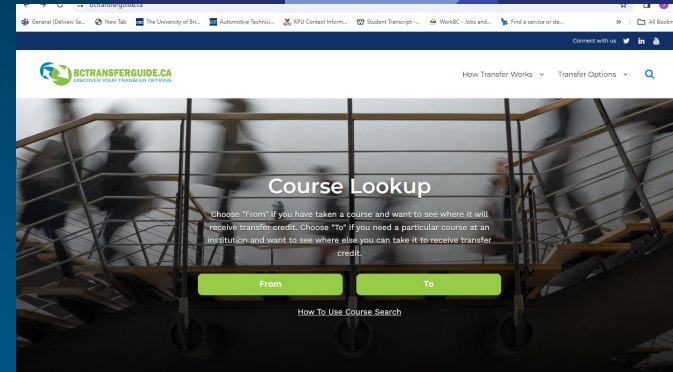 bctransferguide.ca
General (Delview Se... New Tab The University of Bri... Automotive Technici... KPU Contact Inform... Student Transcript -... WorkBC - Jobs and... Find a service or de... » All Bookm
Connect with us
BCTRANSFERGUIDE.CA
DISCOVER YOUR TRANSFER OPTIONS
How Transfer Works Transfer Options
Course Lookup
Choose "From" if you have taken a course and want to see where it will
receive transfer credit. Choose "To" if you need a particular course at an
institution and want to see where else you can take it to receive transfer
credit.
From To
How To Use Course Search